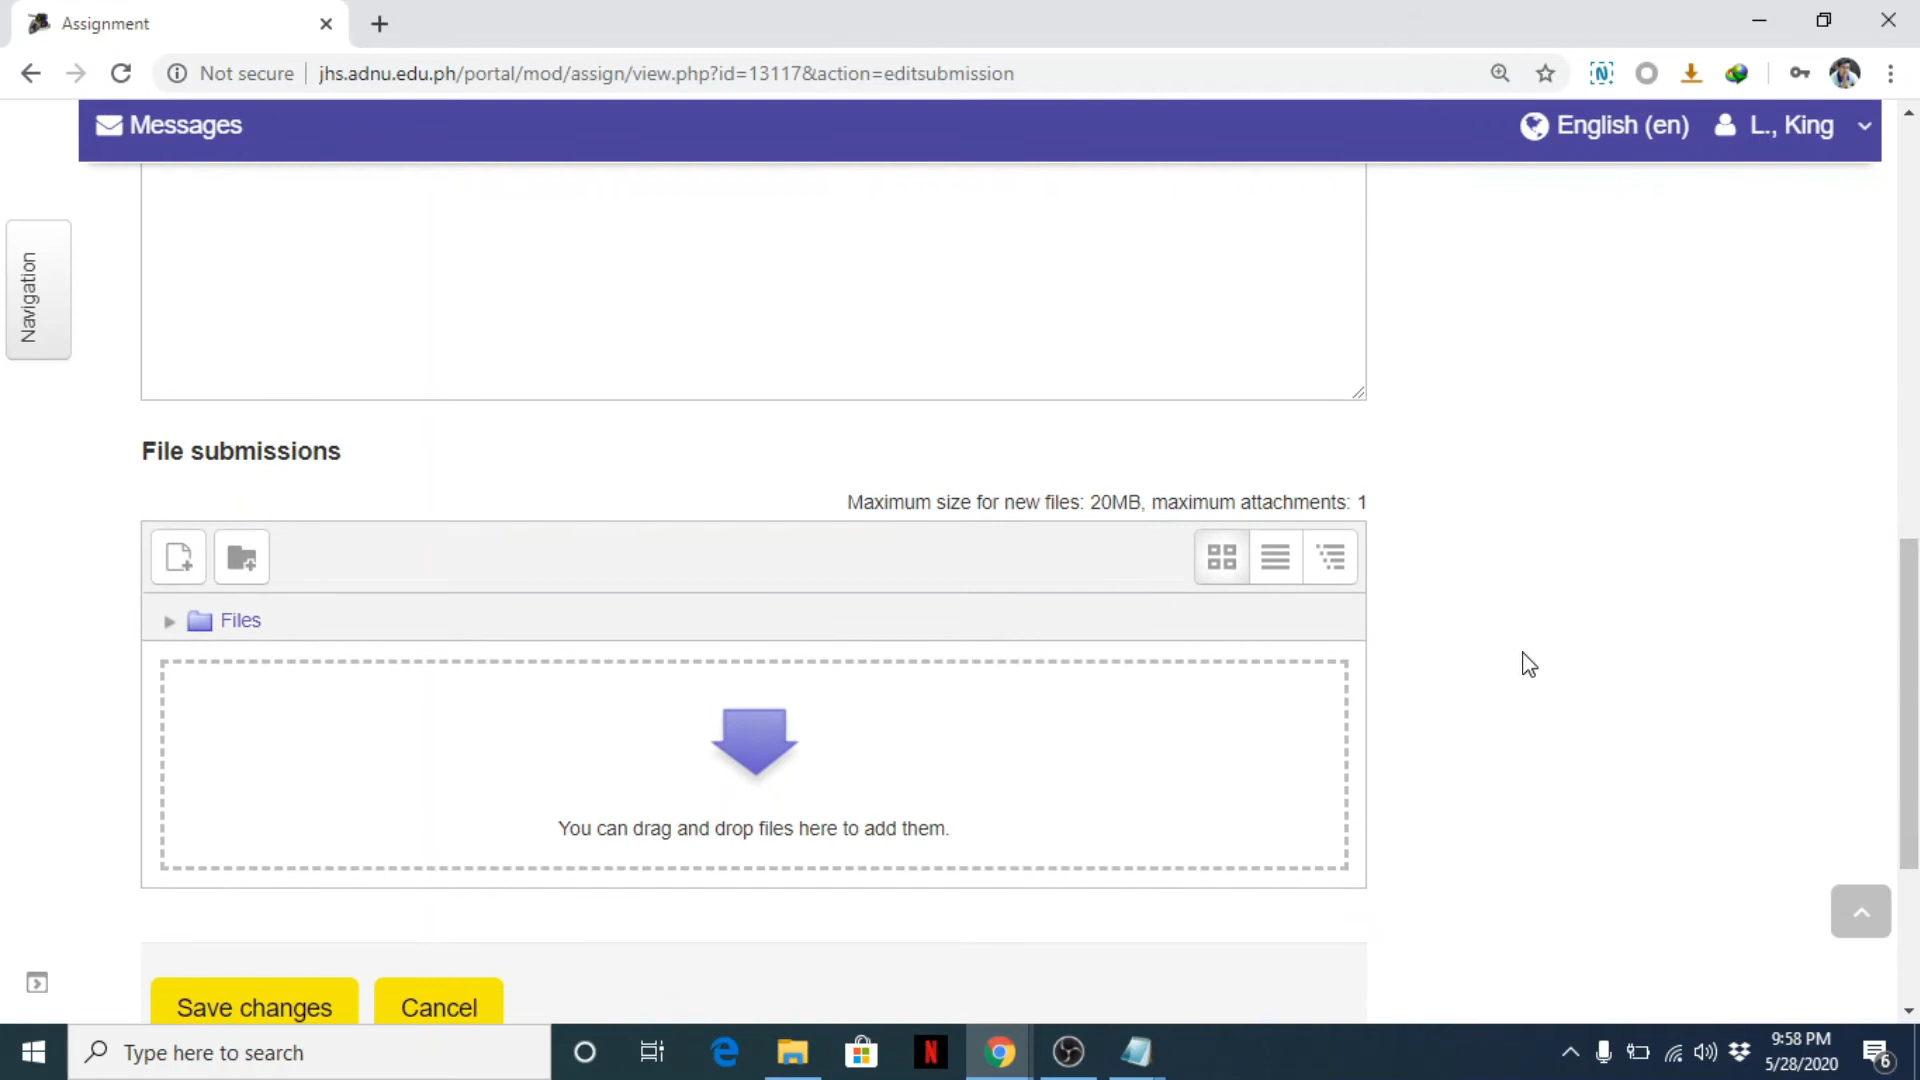 Assignment
Not secure
jhs.adnu.edu.ph/portal/mod/assign/view.php?id=13117&action=editsubmission
Messages
English (en)
L., King
Navigation
File submissions
Maximum size for new files: 20MB, maximum attachments: 1
Files
You can drag and drop files here to add them.
Save changes
Cancel
Type here to search
N
9:58 PM
5/28/2020
6